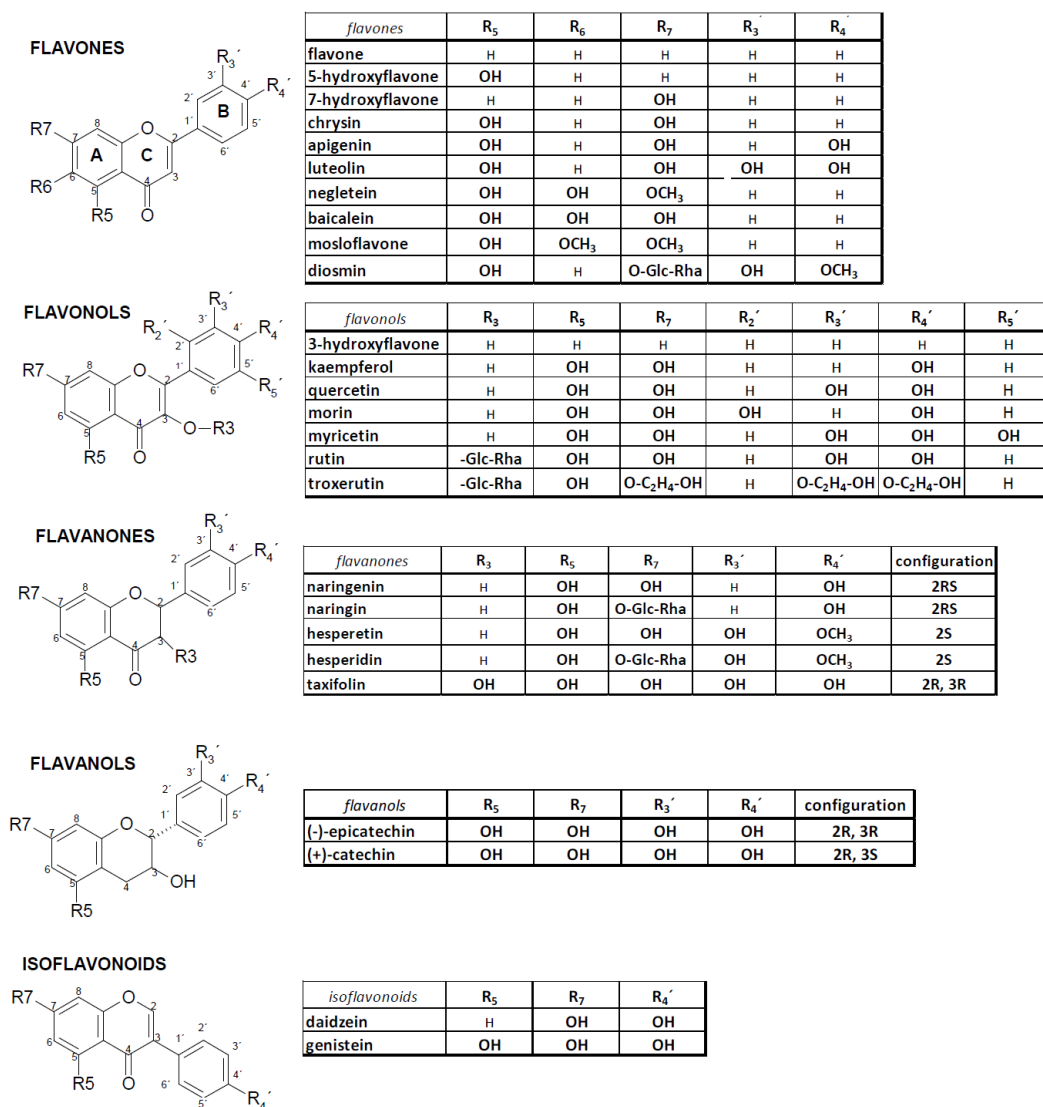 FLAVONES
R3´
3´
4´
R4´
2´
B
1´
5´
6´
R7
8
7
O
2
A
C
6
5
4
3
R6
R5
O
flavones R5 R6 R7 R3´ R4´
flavone H H H H H
5-hydroxyflavone OH H H H H
7-hydroxyflavone H H OH H H
chrysin OH H OH H H
apigenin OH H OH H OH
luteolin OH H OH OH OH
negletein OH OH OCH3 H H
baicalein OH OH OH H H
mosloflavone OH OCH3 OCH3 H H
diosmin OH H O-Glc-Rha OH OCH3
FLAVONOLS
R3´
R2´
3´
4´
R4´
2´
1´
5´
6´
R5´
R7
8
7
O
2
6
5
4
3
O-R3
R5
O
flavonols R3 R5 R7 R2´ R3´ R4´ R5´
3-hydroxyflavone H H H H H H H
kaempferol H OH OH H H OH H
quercetin H OH OH H OH OH H
morin H OH OH OH H OH H
myricetin H OH OH H OH OH OH
rutin -Glc-Rha OH OH H OH OH H
troxerutin -Glc-Rha OH O-C2H4-OH H O-C2H4-OH O-C2H4-OH H
FLAVANONES
R3´
3´
4´
R4´
2´
1´
5´
6´
R7
8
7
O
2
6
5
4
3
R3
R5
O
flavanones R3 R5 R7 R3´ R4´ configuration
naringenin H OH OH H OH 2RS
naringin H OH O-Glc-Rha H OH 2RS
hesperetin H OH OH OH OCH3 2S
hesperidin H OH O-Glc-Rha OH OCH3 2S
taxifolin OH OH OH OH OH 2R, 3R
FLAVANOLS
R3´
3´
4´
R4´
2´
1´
5´
6´
R7
8
7
O
2
6
5
4
3
OH
R5
flavanols R5 R7 R3´ R4´ configuration
(-)-epicatechin OH OH OH OH 2R, 3R
(+)-catechin OH OH OH OH 2R, 3S
ISOFLAVONOIDS
R7
8
7
O
2
6
5
4
3
1´
2´
3´
4´
5´
6´
R5
O
R4´
isoflavonoids R5 R7 R4´
daidzein H OH OH
genistein OH OH OH